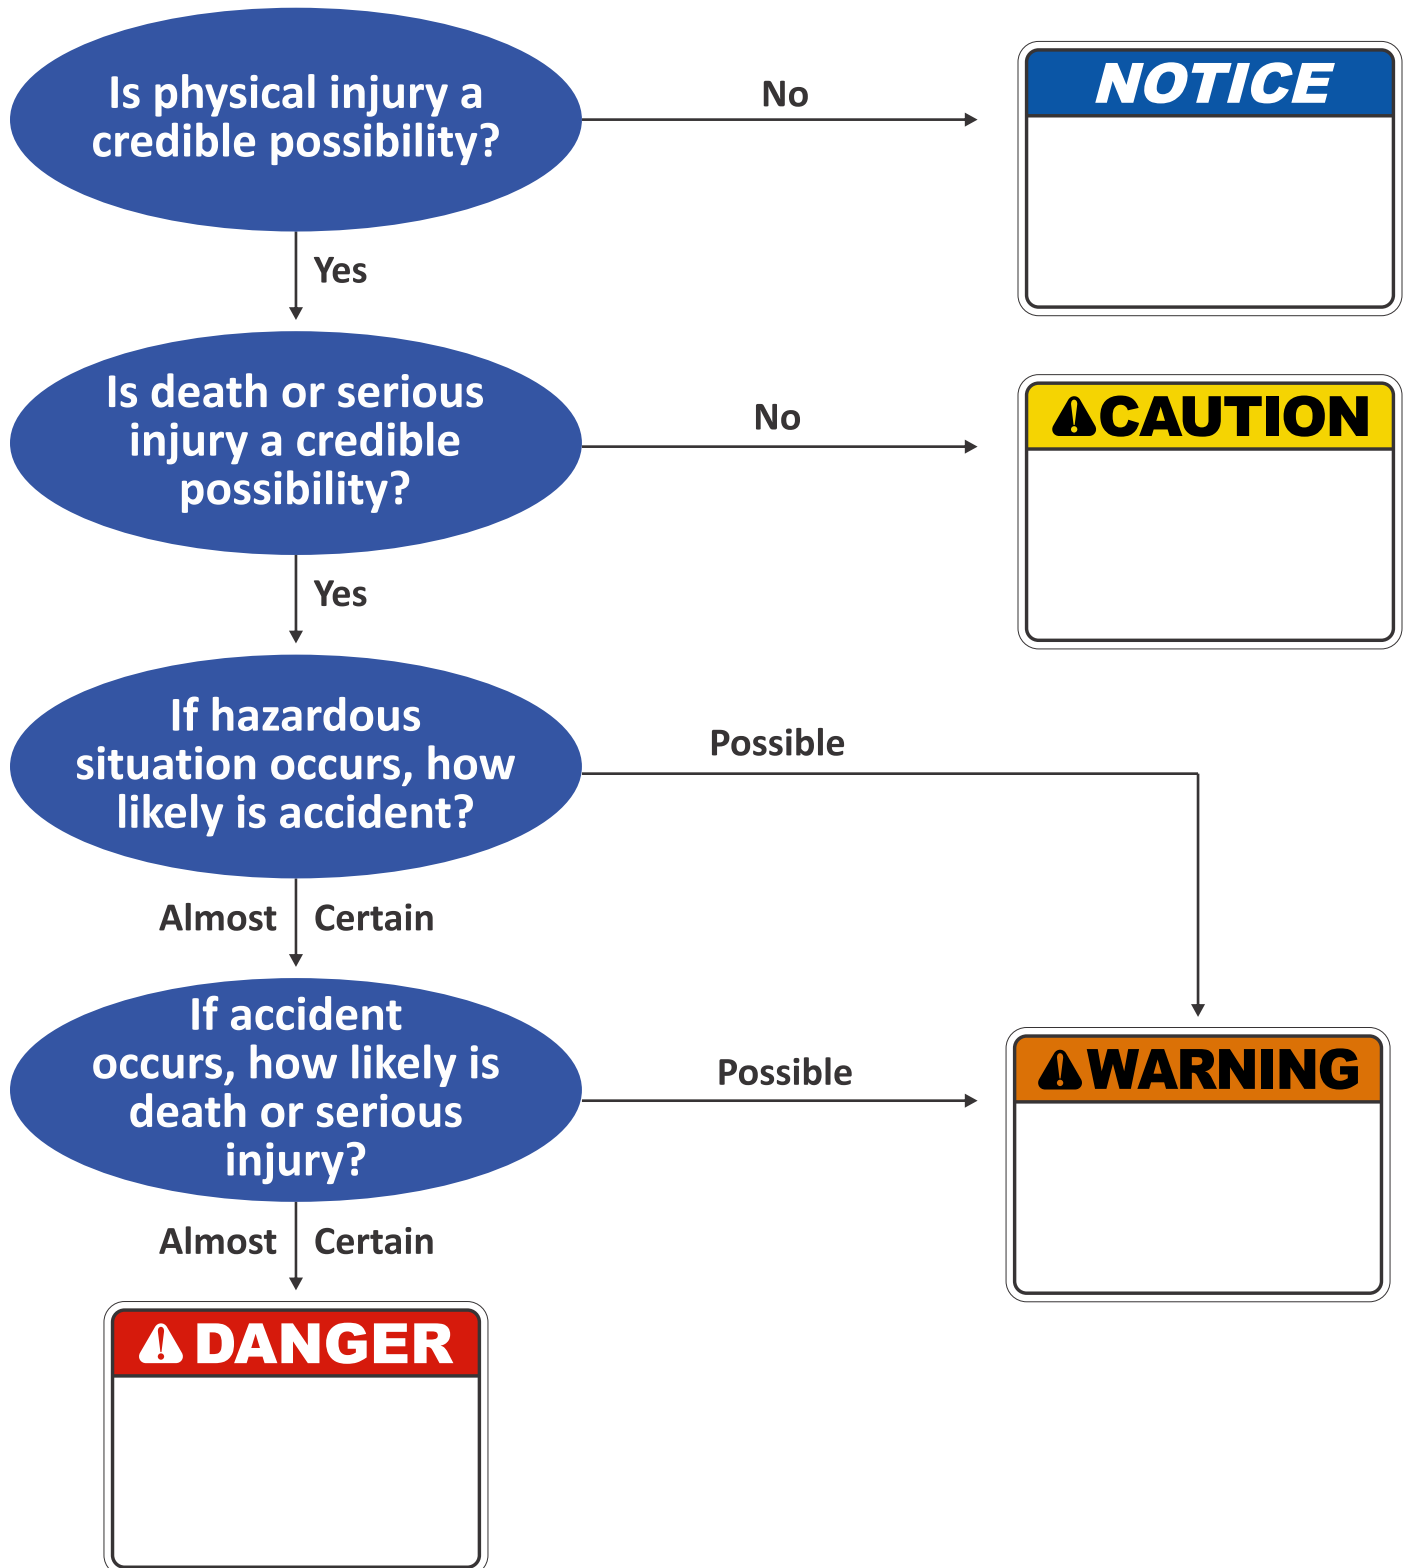 Is physical injury a
credible possibility?
No
NOTICE
Yes
Is death or serious
injury a credible
possibility?
No
CAUTION
Yes
If hazardous
situation occurs, how
likely is accident?
Possible
Almost Certain
If accident
occurs, how likely is
death or serious
injury?
Possible
WARNING
Almost Certain
DANGER